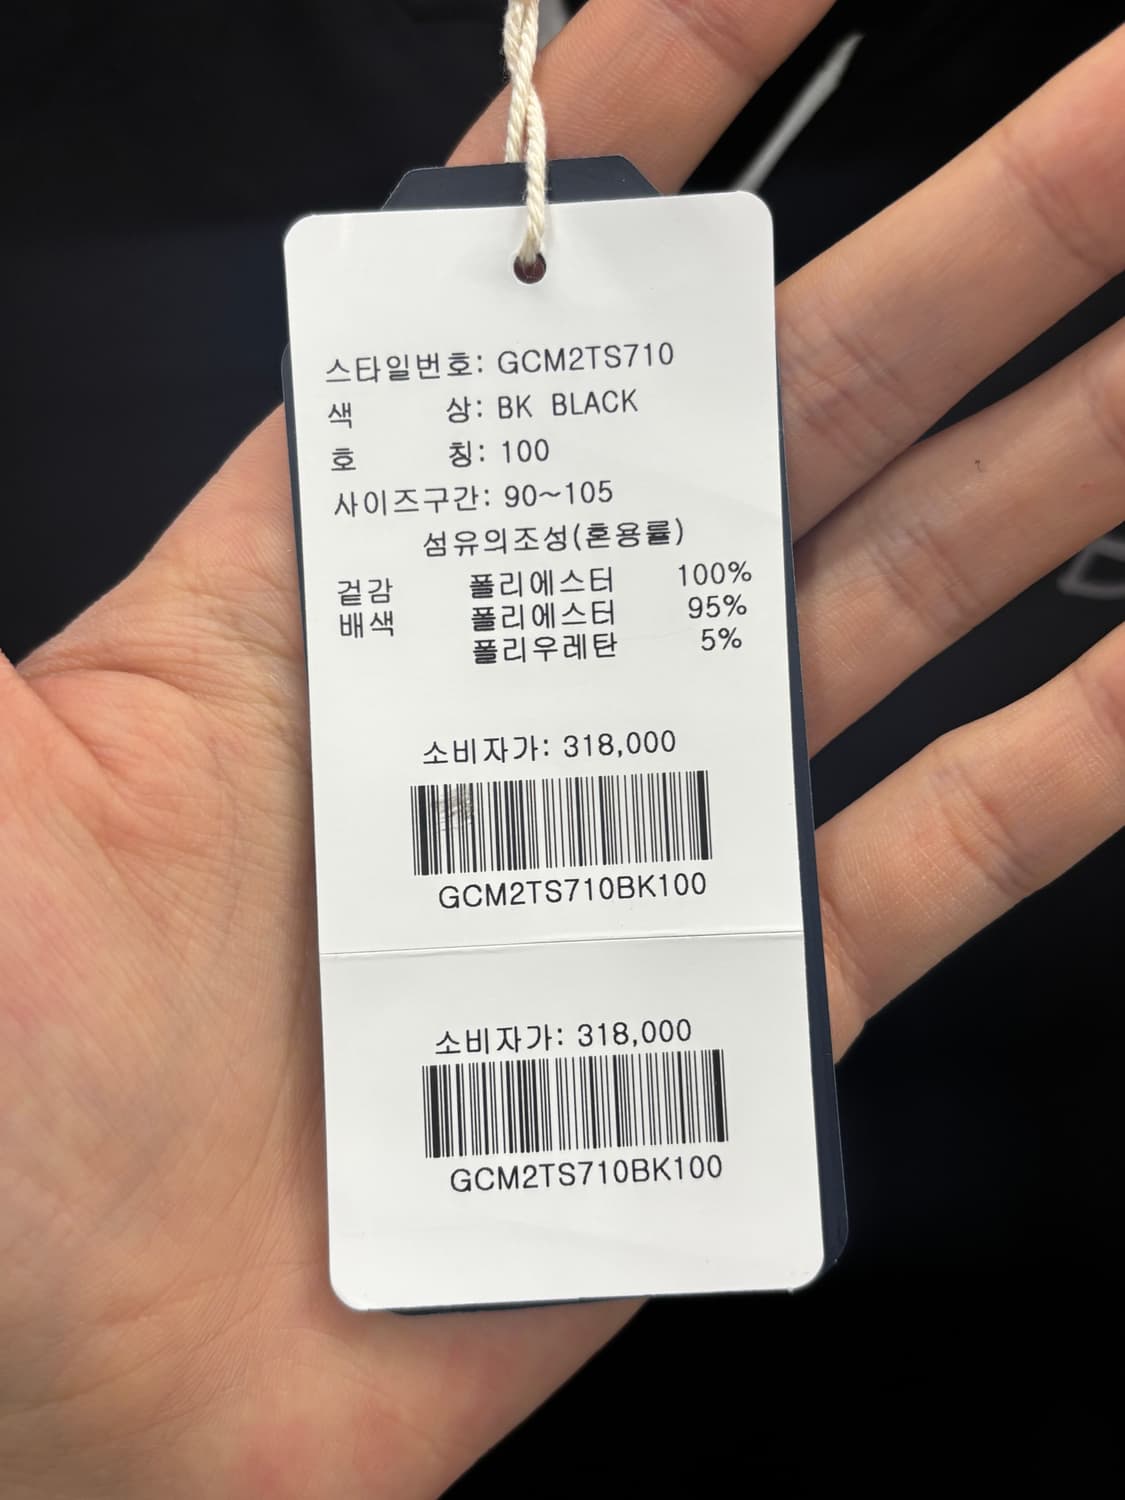 스타일번호: GCM2TS710
색 상: BK BLACK
호 칭: 100
사이즈구간: 90~105
섬유의조성(혼용률)
겉감 폴리에스터 100%
배색 폴리에스터 95%
폴리우레탄 5%
소비자가: 318,000
GCM2TS710BK100
소비자가: 318,000
GCM2TS710BK100